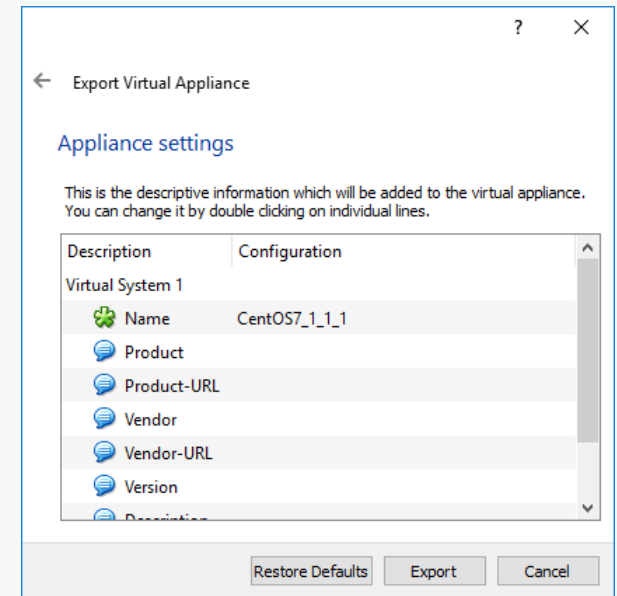 ?
Export Virtual Appliance
Appliance settings
This is the descriptive information which will be added to the virtual appliance.
You can change it by double clicking on individual lines.
Description Configuration
Virtual System 1
Name CentOS7_1_1_1
Product
Product-URL
Vendor
Vendor-URL
Version
Description
Restore Defaults Export Cancel